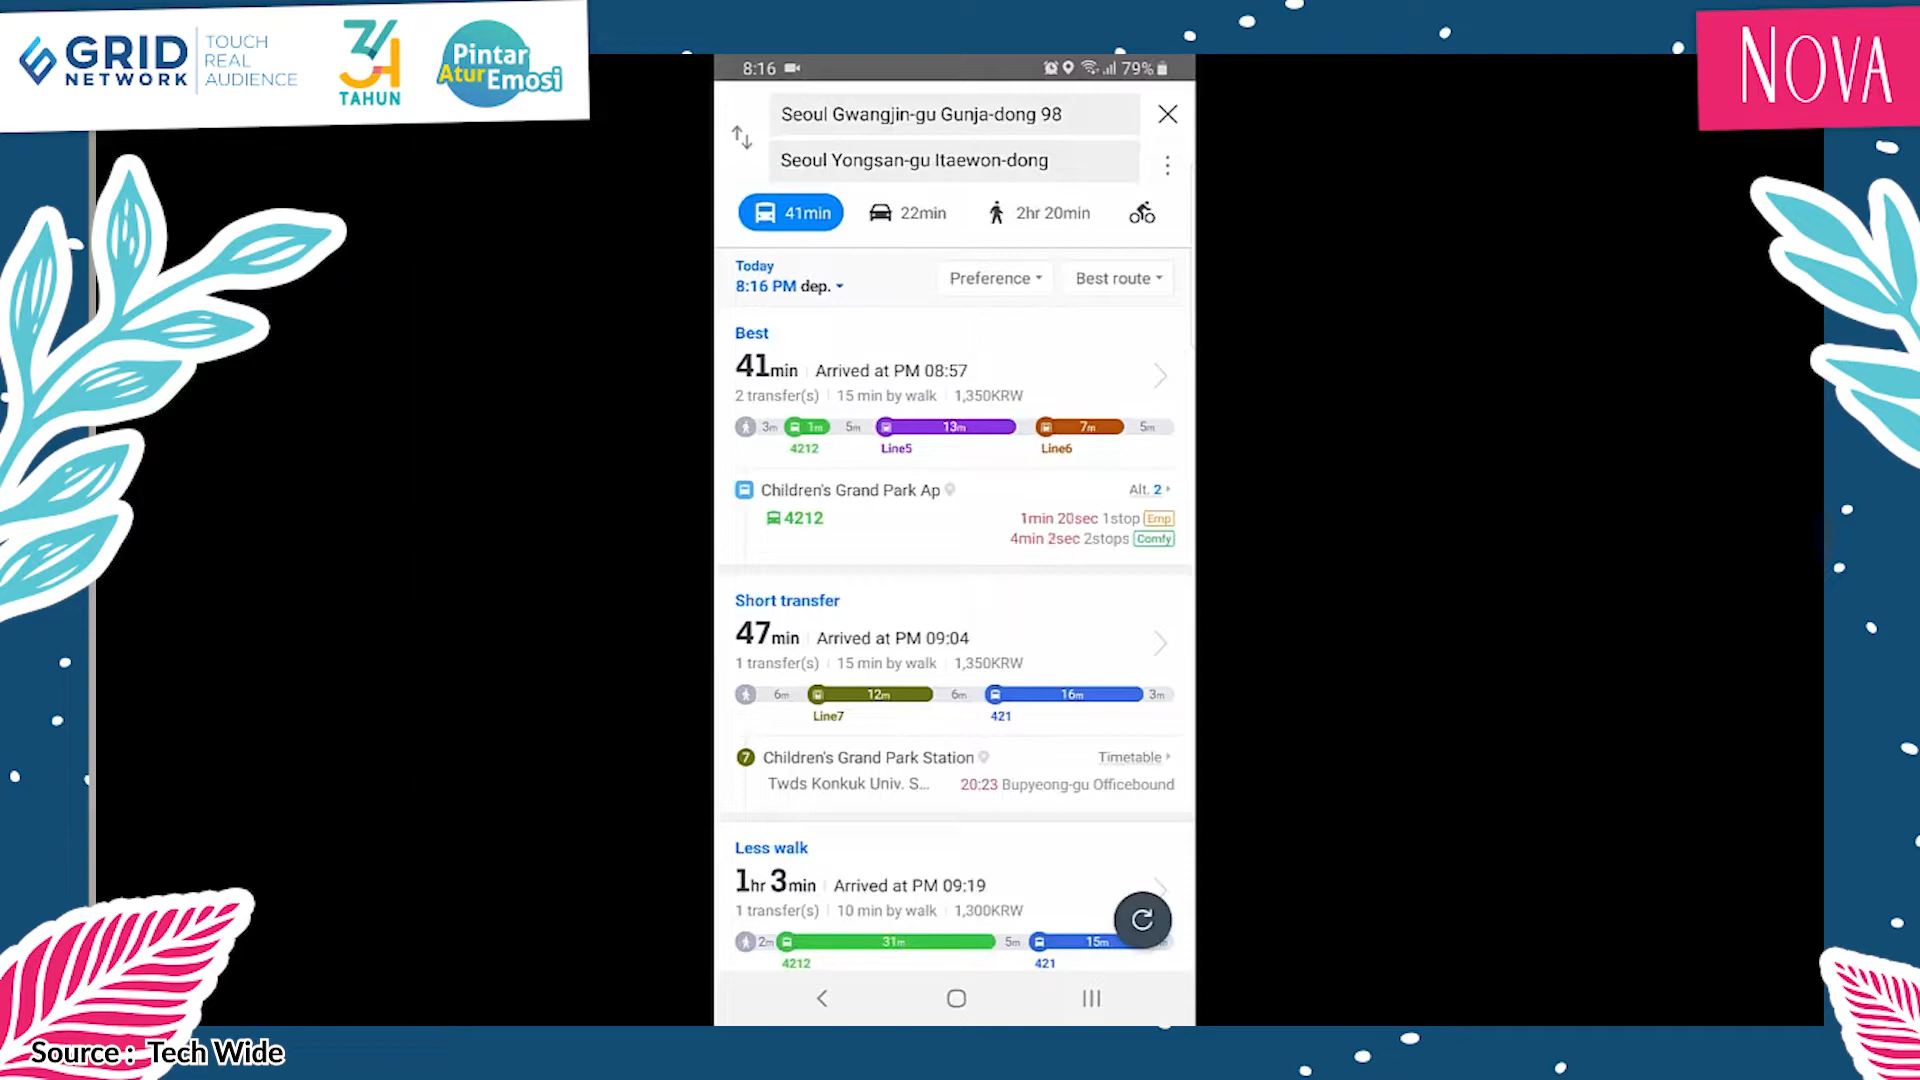 GRID
NETWORK
TOUCH
REAL
AUDIENCE
34
TAHUN
Pintar
Atur Emosi
NOVA
8:16
79%
Seoul Gwangjin-gu Gunja-dong 98
Seoul Yongsan-gu Itaewon-dong
41min
22min
2hr 20min
Today
8:16 PM dep.
Preference
Best route
Best
41min Arrived at PM 08:57
2 transfer(s) 15 min by walk 1,350KRW
3m 1m 5m 13m 7m 5m
4212 Line5 Line6
Children's Grand Park Ap Alt. 2
4212 1min 20sec 1stop Emp
4min 2sec 2stops Comfy
Short transfer
47min Arrived at PM 09:04
1 transfer(s) 15 min by walk 1,350KRW
6m 12m 6m 16m 3m
Line7 421
7 Children's Grand Park Station Timetable
Twds Konkuk Univ. S... 20:23 Bupyeong-gu Officebound
Less walk
1hr 3min Arrived at PM 09:19
1 transfer(s) 10 min by walk 1,300KRW
2m 31m 5m 15m
4212 421
Source : Tech Wide